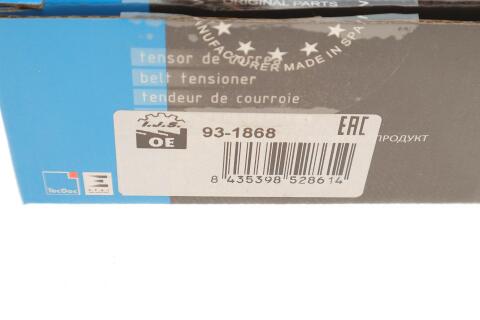 ORIGINAL PARTS
MANUFACTURER MADE IN SPAIN
tensor de correa
belt tensioner
tendeur de courroie
I.J.S.
OE
93-1868
EAC
ПРОДУКТ
8 435398 528614
TecDoc